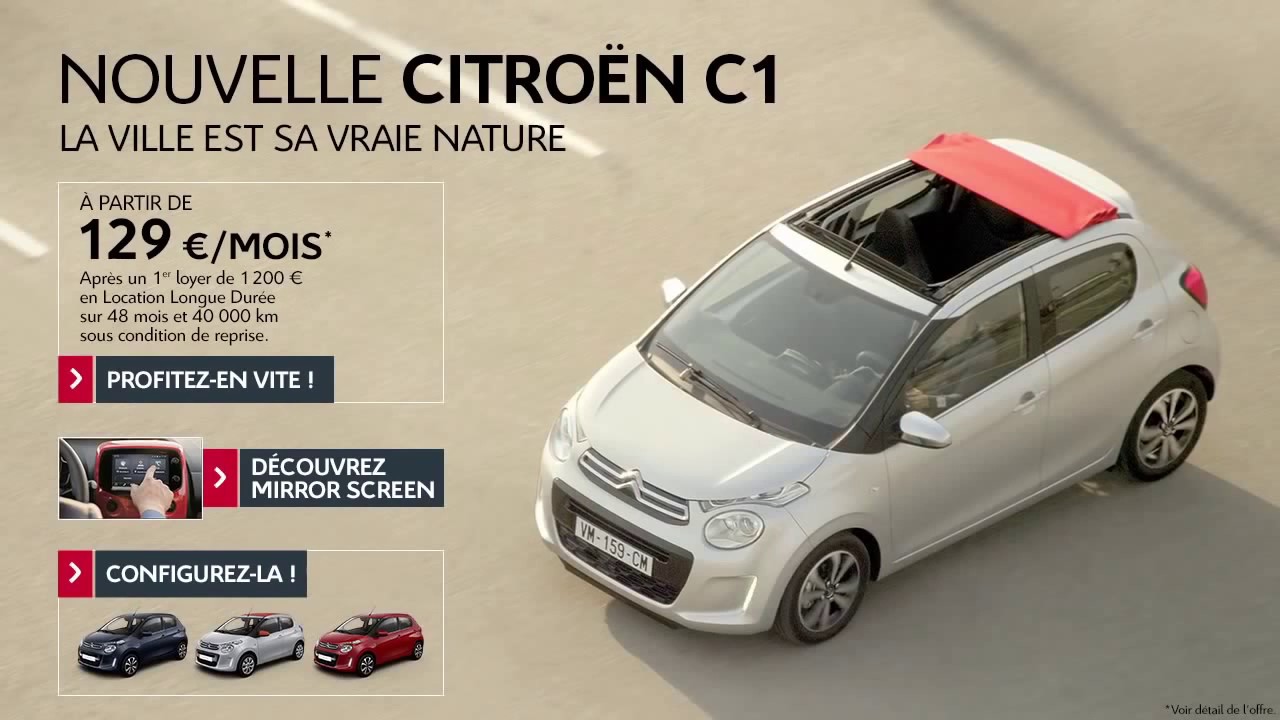 NOUVELLE CITROËN C1
LA VILLE EST SA VRAIE NATURE
À PARTIR DE
129 €/MOIS*
Après un 1er loyer de 1 200 €
en Location Longue Durée
sur 48 mois et 40 000 km
sous condition de reprise.
PROFITEZ-EN VITE !
DÉCOUVREZ
MIRROR SCREEN
CONFIGUREZ-LA !
VM-159-CM
*Voir détail de l'offre.